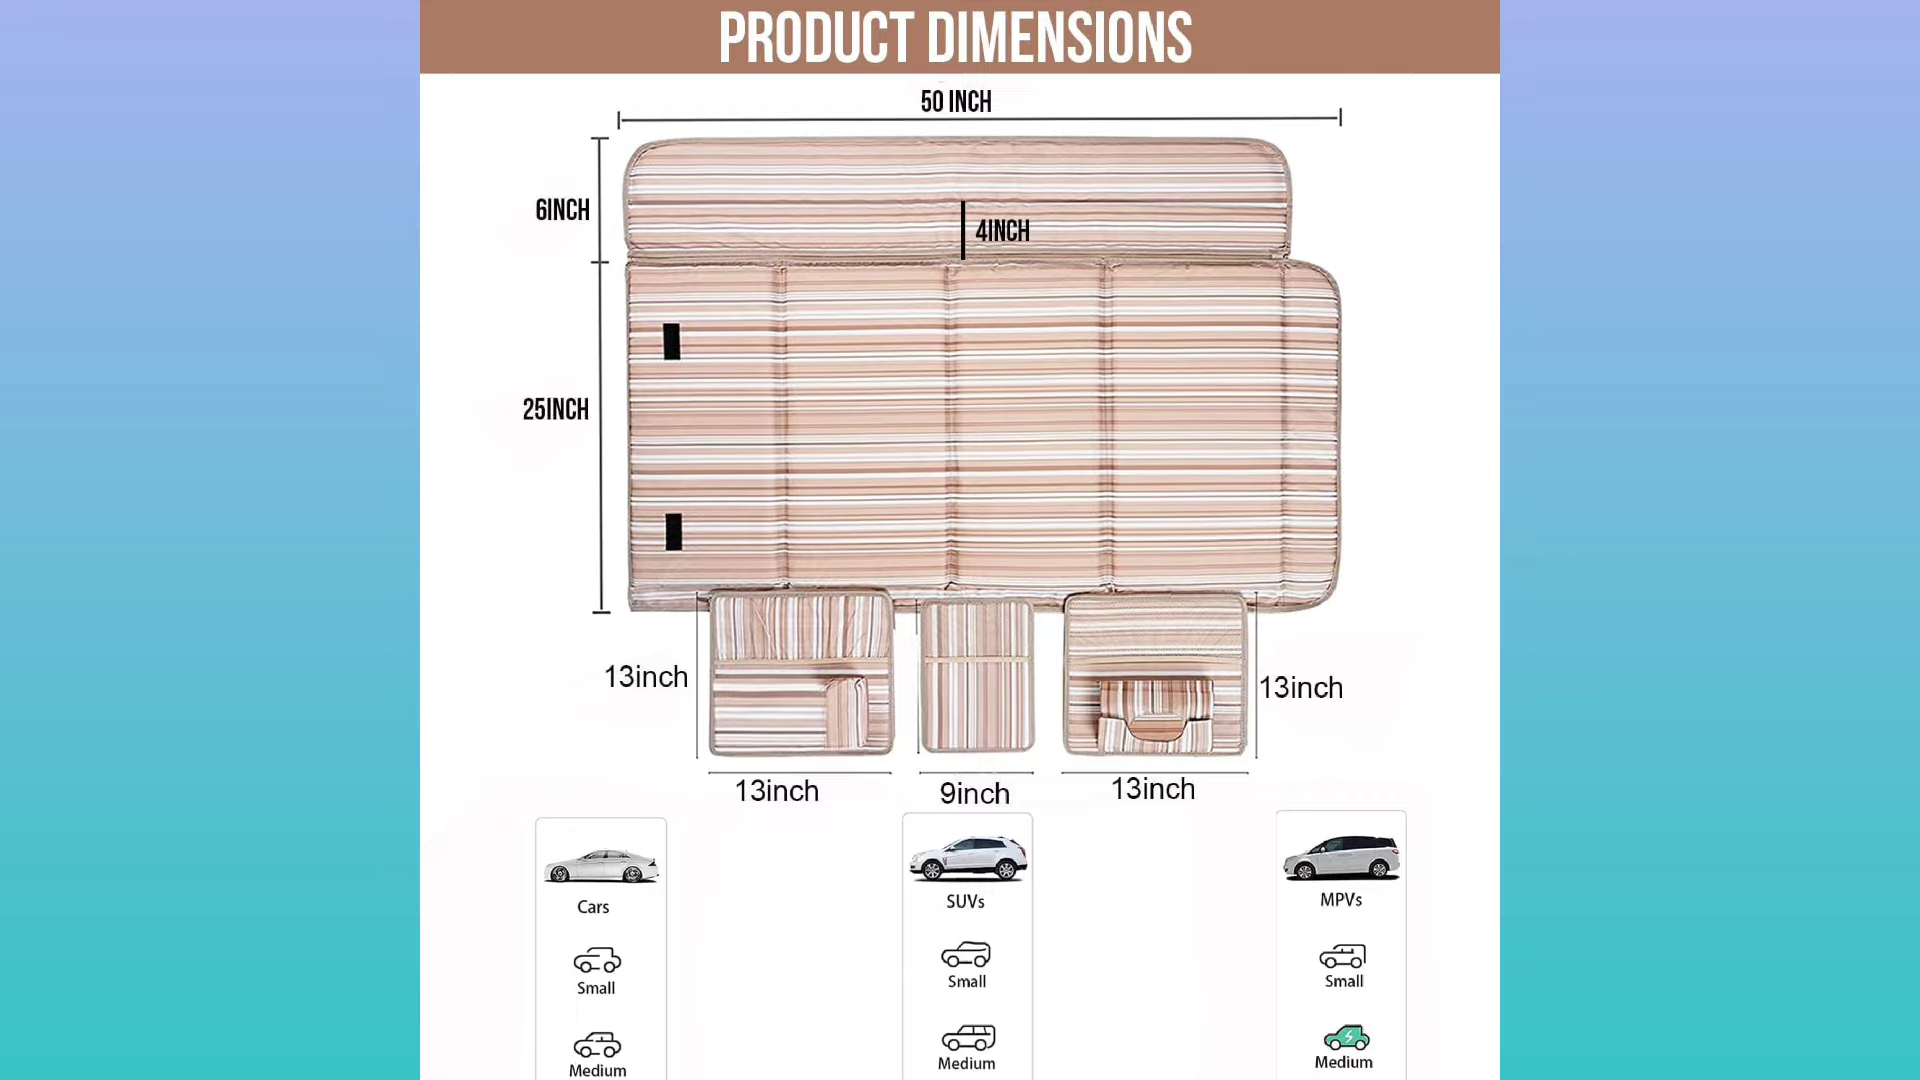 PRODUCT DIMENSIONS
50 INCH
6INCH
4INCH
25INCH
13inch
13inch
13inch
9inch
13inch
Cars
SUVs
MPVs
Small
Small
Small
Medium
Medium
Medium